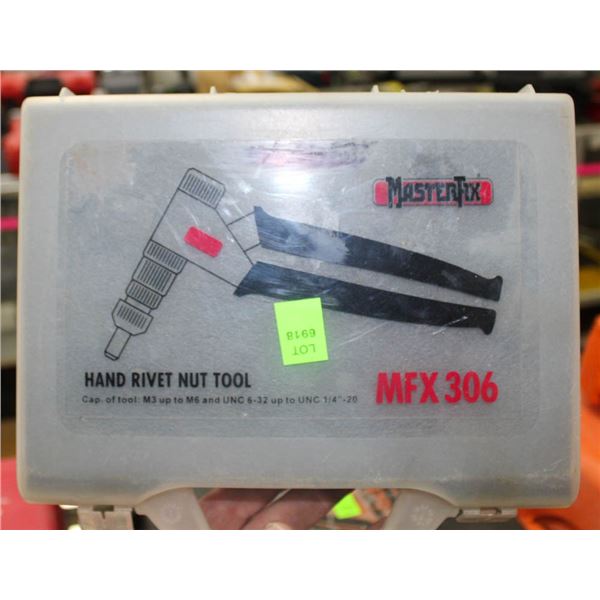 MASTERFIX
LOT
6918
HAND RIVET NUT TOOL
MFX 306
Cap. of tool: M3 up to M6 and UNC 6-32 up to UNC 1/4"-20